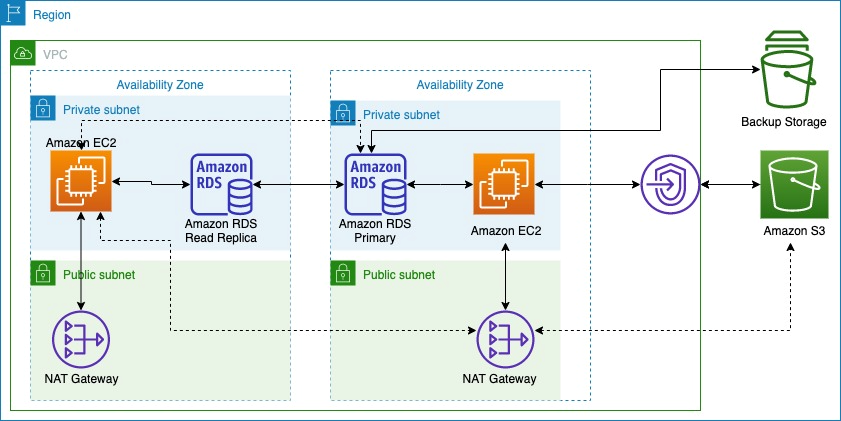 Region
VPC
Availability Zone
Availability Zone
Private subnet
Private subnet
Amazon EC2
Amazon
RDS
Amazon RDS
Read Replica
Amazon
RDS
Amazon RDS
Primary
Amazon EC2
Backup Storage
Amazon S3
Public subnet
Public subnet
NAT Gateway
NAT Gateway